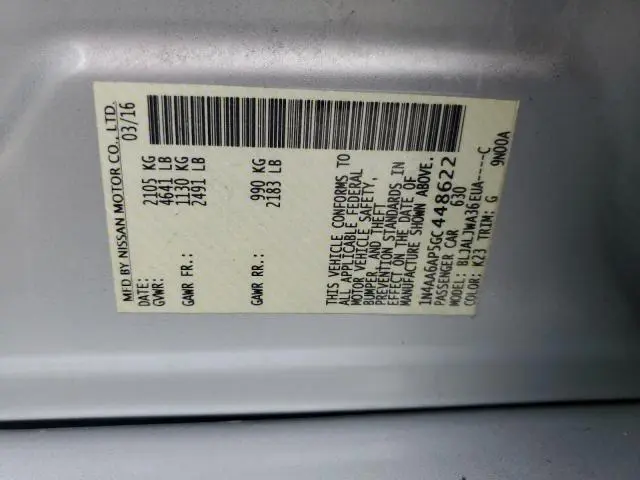 MFD BY NISSAN MOTOR CO., LTD.
DATE: 03/16
GVWR: 2105 KG
4641 LB
GAWR FR.: 1130 KG
2491 LB
GAWR RR.: 990 KG
2183 LB
THIS VEHICLE CONFORMS TO
ALL APPLICABLE FEDERAL
MOTOR VEHICLE SAFETY,
BUMPER, AND THEFT
PREVENTION STANDARDS IN
EFFECT ON THE DATE OF
MANUFACTURE SHOWN ABOVE.
1N4AA6AP5GC448622
PASSENGER CAR 630
MODEL: BLJALJWA36EUA-----C
COLOR: K23 TRIM: G 9N00A